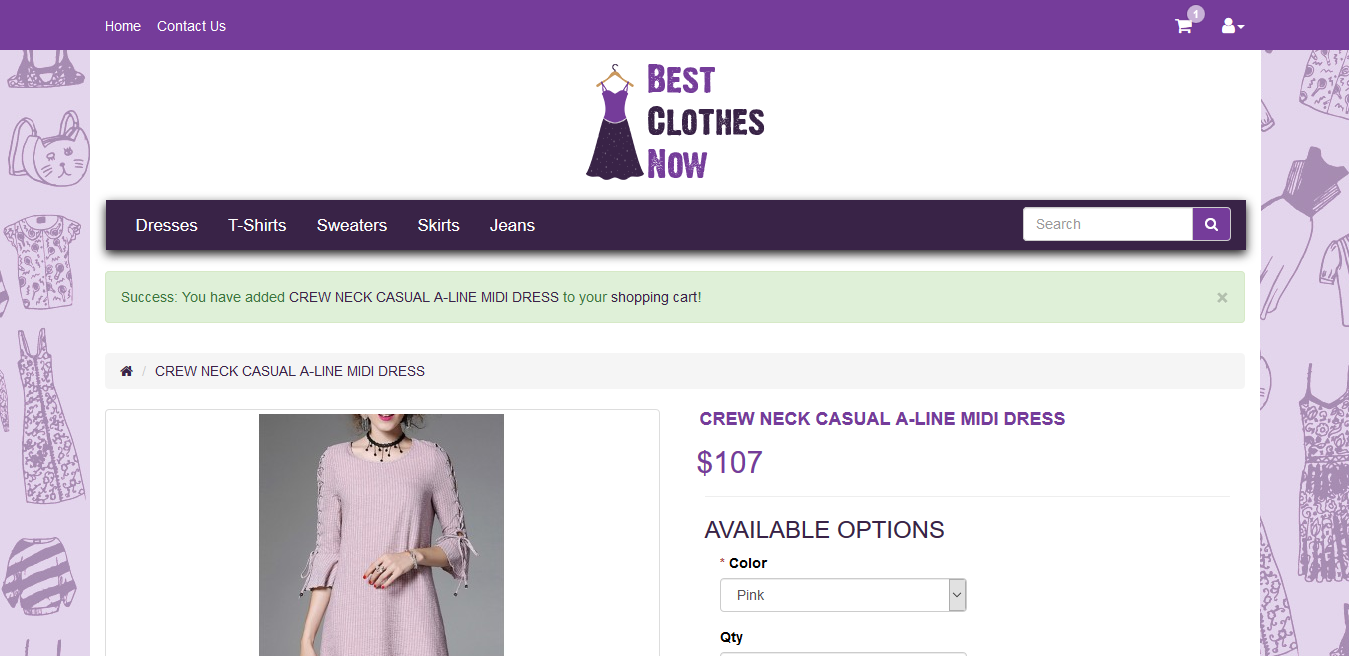 Home Contact Us 1
BEST
CLOTHES
NOW
Dresses T-Shirts Sweaters Skirts Jeans Search
Success: You have added CREW NECK CASUAL A-LINE MIDI DRESS to your shopping cart! ×
/ CREW NECK CASUAL A-LINE MIDI DRESS
CREW NECK CASUAL A-LINE MIDI DRESS
$107
AVAILABLE OPTIONS
* Color
Pink
Qty